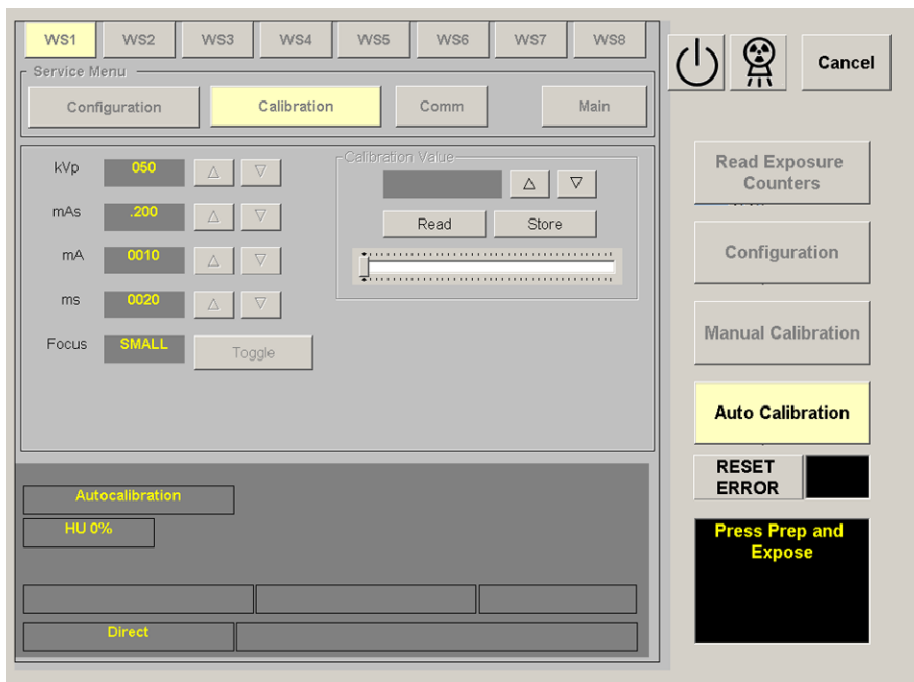 WS1 WS2 WS3 WS4 WS5 WS6 WS7 WS8
Cancel
Service Menu
Configuration Calibration Comm Main
kVp 050
mAs .200
mA 0010
ms 0020
Focus SMALL Toggle
Calibration Value
Read Store
Read Exposure
Counters
Configuration
Manual Calibration
Auto Calibration
RESET
ERROR
Press Prep and
Expose
Autocalibration
HU 0%
Direct